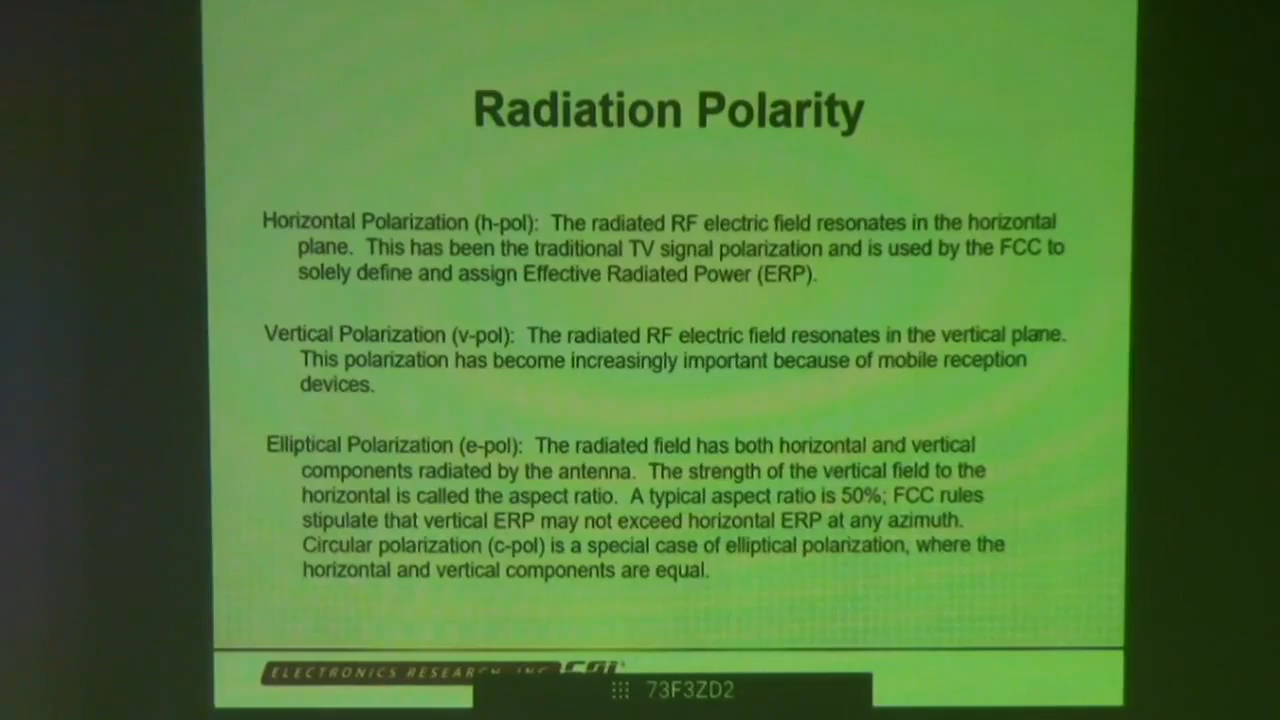 Radiation Polarity
Horizontal Polarization (h-pol): The radiated RF electric field resonates in the horizontal
plane. This has been the traditional TV signal polarization and is used by the FCC to
solely define and assign Effective Radiated Power (ERP).
Vertical Polarization (v-pol): The radiated RF electric field resonates in the vertical plane.
This polarization has become increasingly important because of mobile reception
devices.
Elliptical Polarization (e-pol): The radiated field has both horizontal and vertical
components radiated by the antenna. The strength of the vertical field to the
horizontal is called the aspect ratio. A typical aspect ratio is 50%; FCC rules
stipulate that vertical ERP may not exceed horizontal ERP at any azimuth.
Circular polarization (c-pol) is a special case of elliptical polarization, where the
horizontal and vertical components are equal.
ELECTRONICS RESEARCH, INC.
73F3ZD2